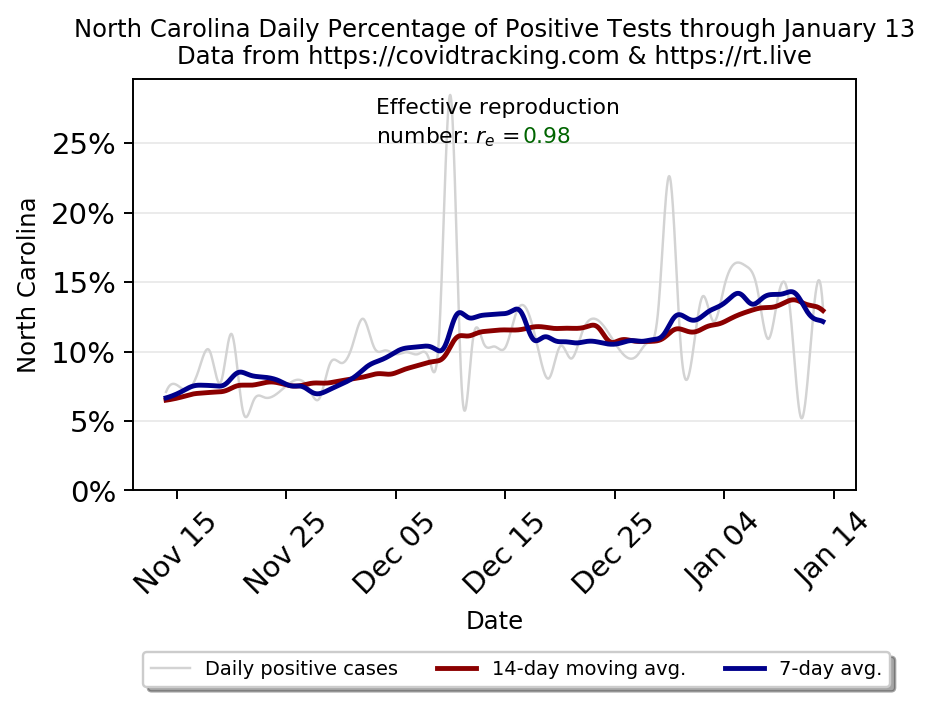 North Carolina Daily Percentage of Positive Tests through January 13
Data from https://covidtracking.com & https://rt.live
Effective reproduction
number: rₑ =0.98
North Carolina
25%
20%
15%
10%
5%
0%
Nov 15
Nov 25
Dec 05
Dec 15
Dec 25
Jan 04
Jan 14
Date
Daily positive cases
14-day moving avg.
7-day avg.